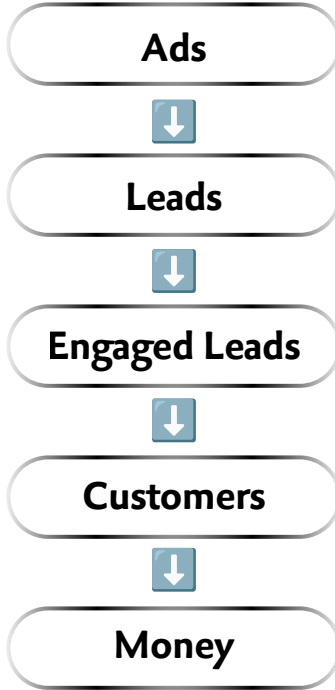 Ads
⬇️
Leads
⬇️
Engaged Leads
⬇️
Customers
⬇️
Money